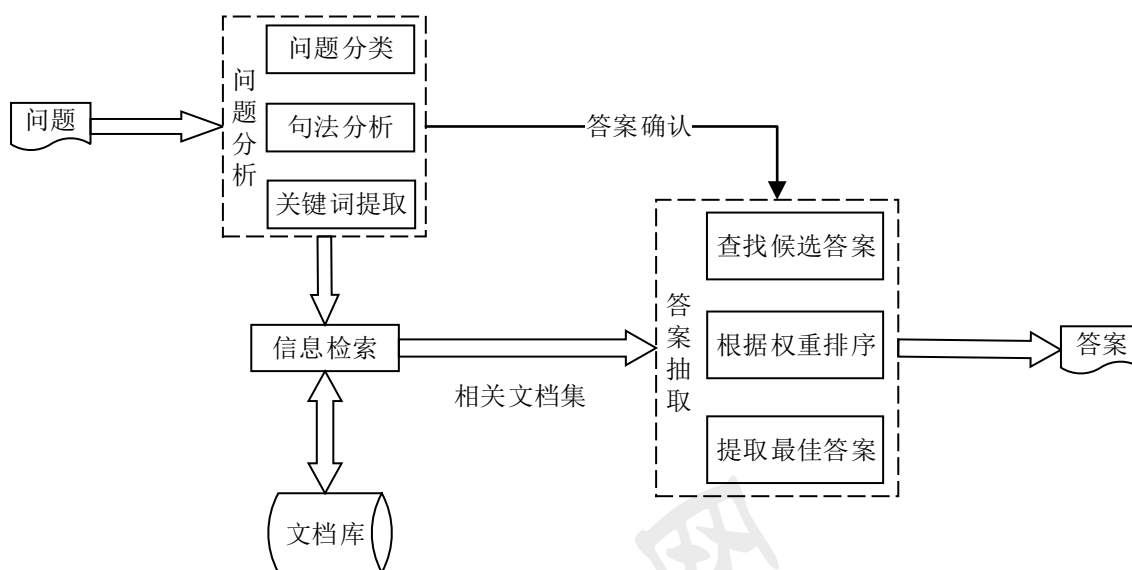 问题
问题分析
问题分类
句法分析
关键词提取
答案确认
信息检索
相关文档集
文档库
答案抽取
查找候选答案
根据权重排序
提取最佳答案
答案
网